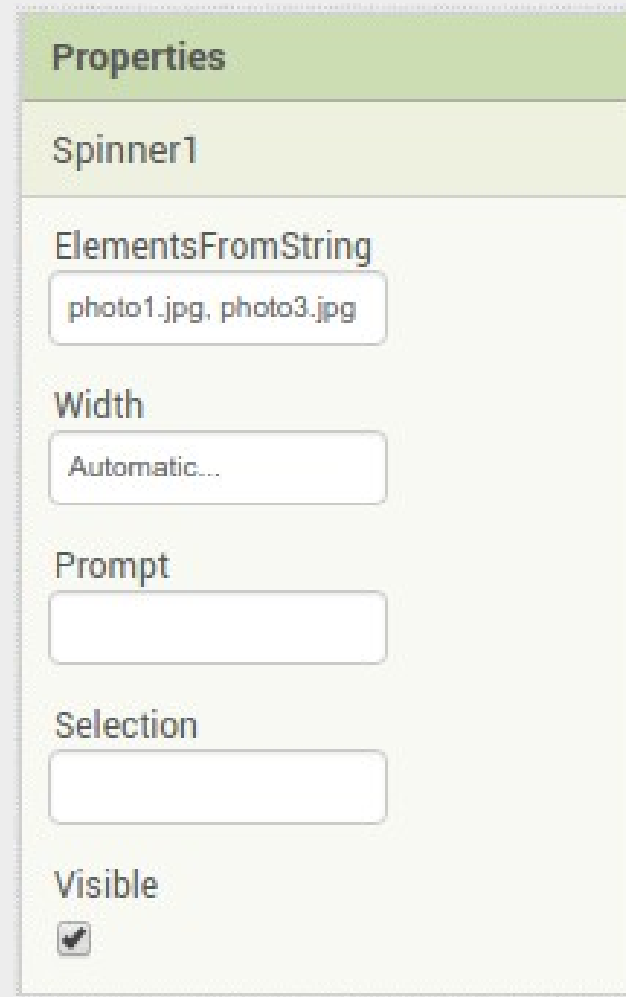 Properties
Spinner1
ElementsFromString
photo1.jpg, photo3.jpg
Width
Automatic...
Prompt
Selection
Visible